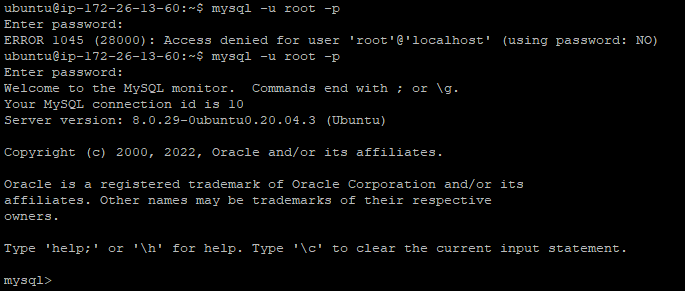 ubuntu@ip-172-26-13-60:~$ mysql -u root -p
Enter password:
ERROR 1045 (28000): Access denied for user 'root'@'localhost' (using password: NO)
ubuntu@ip-172-26-13-60:~$ mysql -u root -p
Enter password:
Welcome to the MySQL monitor.  Commands end with ; or \g.
Your MySQL connection id is 10
Server version: 8.0.29-0ubuntu0.20.04.3 (Ubuntu)
Copyright (c) 2000, 2022, Oracle and/or its affiliates.
Oracle is a registered trademark of Oracle Corporation and/or its
affiliates. Other names may be trademarks of their respective
owners.
Type 'help;' or '\h' for help. Type '\c' to clear the current input statement.
mysql>